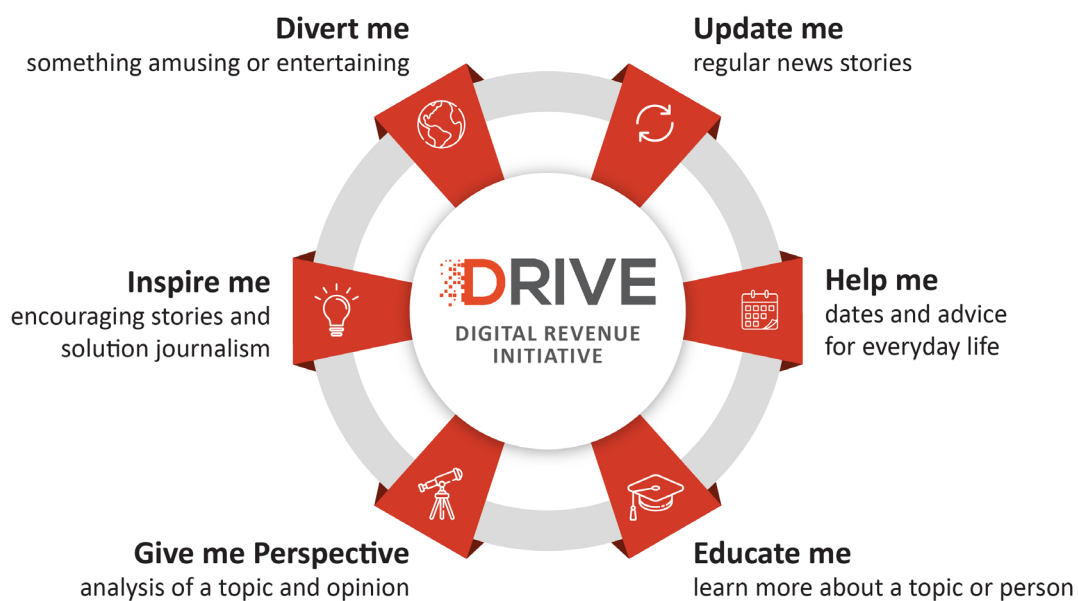 Divert me
something amusing or entertaining
Update me
regular news stories
Inspire me
encouraging stories and
solution journalism
DRIVE
DIGITAL REVENUE
INITIATIVE
Help me
dates and advice
for everyday life
Give me Perspective
analysis of a topic and opinion
Educate me
learn more about a topic or person